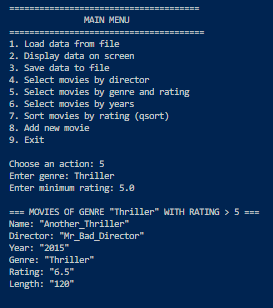 ========================================
MAIN MENU
=========================================
1. Load data from file
2. Display data on screen
3. Save data to file
4. Select movies by director
5. Select movies by genre and rating
6. Select movies by years
7. Sort movies by rating (qsort)
8. Add new movie
9. Exit
Choose an action: 5
Enter genre: Thriller
Enter minimum rating: 5.0
=== MOVIES OF GENRE "Thriller" WITH RATING > 5 ===
Name: "Another_Thriller"
Director: "Mr_Bad_Director"
Year: "2015"
Genre: "Thriller"
Rating: "6.5"
Length: "120"